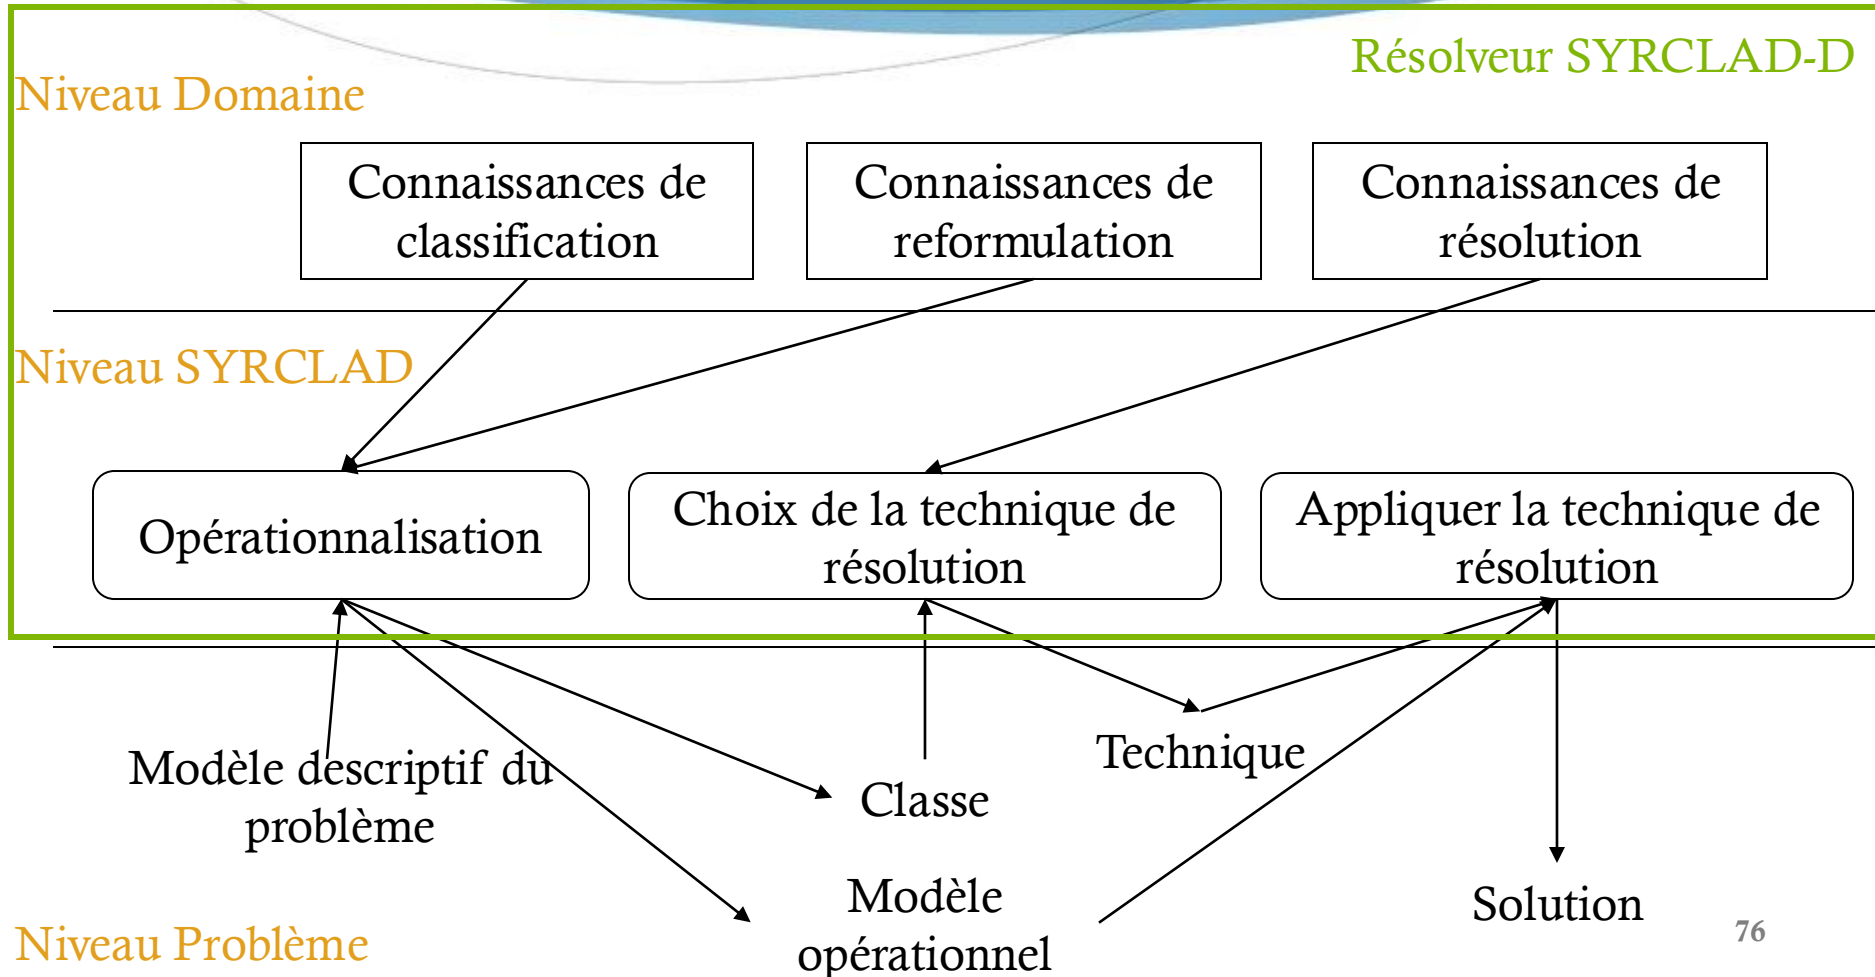 Résolveur SYRCLAD-D
Niveau Domaine
Connaissances de
classification
Connaissances de
reformulation
Connaissances de
résolution
Niveau SYRCLAD
Opérationnalisation
Choix de la technique de
résolution
Appliquer la technique de
résolution
Modèle descriptif du
problème
Classe
Technique
Modèle
opérationnel
Solution
Niveau Problème
76